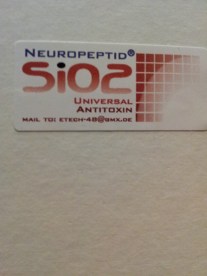 Neuropeptid®
SiO2
Universal
Antitoxin
mail to: etech-48@gmx.de